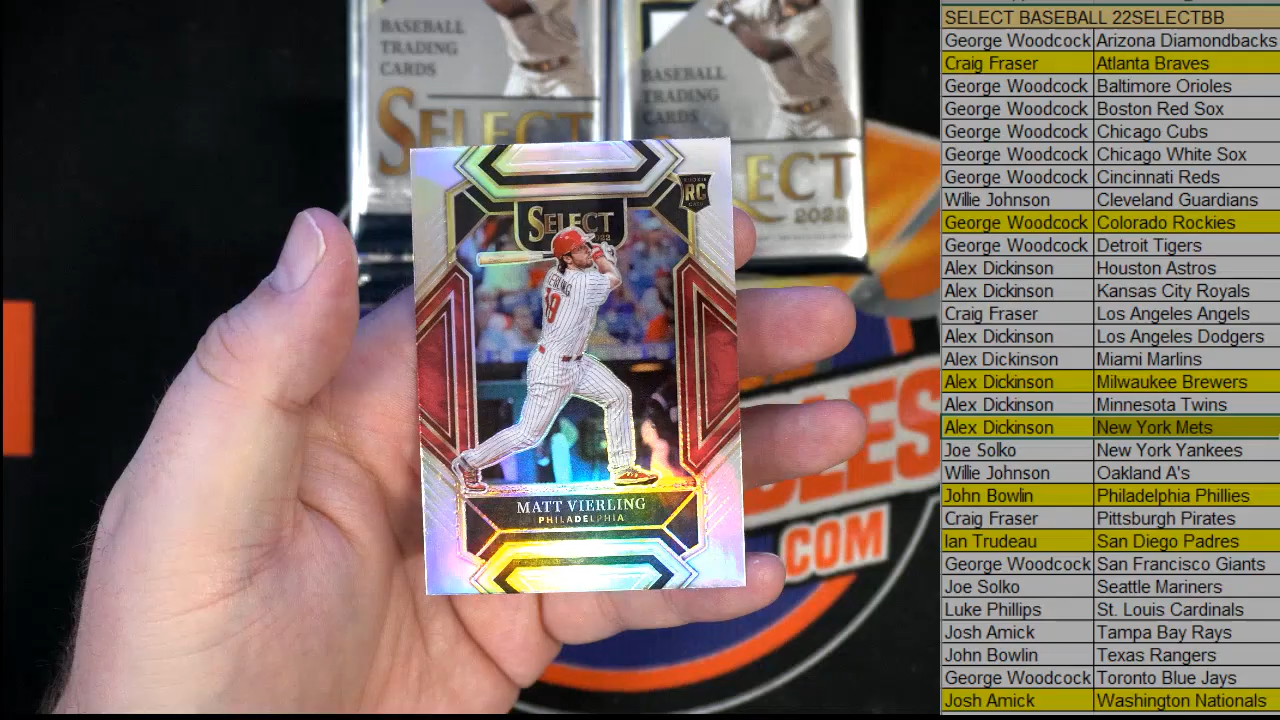 BASEBALL
TRADING
CARDS
SELECT
BASEBALL
TRADING
CARDS
2022
SELECT
RC
18
MATT VIERLING
PHILADELPHIA
.COM
SELECT BASEBALL 22SELECTBB
George Woodcock Arizona Diamondbacks
Craig Fraser Atlanta Braves
George Woodcock Baltimore Orioles
George Woodcock Boston Red Sox
George Woodcock Chicago Cubs
George Woodcock Chicago White Sox
George Woodcock Cincinnati Reds
Willie Johnson Cleveland Guardians
George Woodcock Colorado Rockies
George Woodcock Detroit Tigers
Alex Dickinson Houston Astros
Alex Dickinson Kansas City Royals
Craig Fraser Los Angeles Angels
Alex Dickinson Los Angeles Dodgers
Alex Dickinson Miami Marlins
Alex Dickinson Milwaukee Brewers
Alex Dickinson Minnesota Twins
Alex Dickinson New York Mets
Joe Solko New York Yankees
Willie Johnson Oakland A's
John Bowlin Philadelphia Phillies
Craig Fraser Pittsburgh Pirates
Ian Trudeau San Diego Padres
George Woodcock San Francisco Giants
Joe Solko Seattle Mariners
Luke Phillips St. Louis Cardinals
Josh Amick Tampa Bay Rays
John Bowlin Texas Rangers
George Woodcock Toronto Blue Jays
Josh Amick Washington Nationals